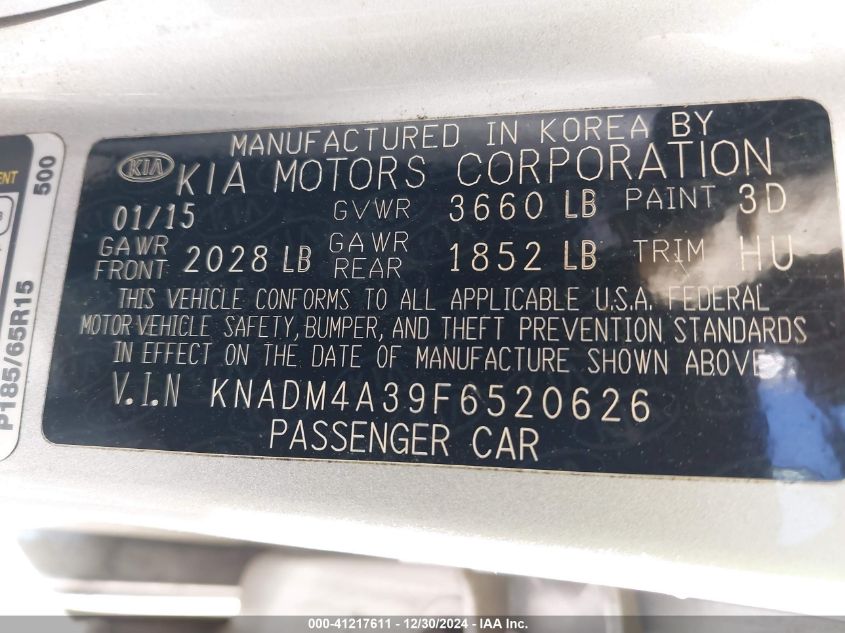 MANUFACTURED IN KOREA BY
KIA KIA MOTORS CORPORATION
01/15 GVWR 3660 LB PAINT 3D
GAWR FRONT 2028 LB GAWR REAR 1852 LB TRIM HU
THIS VEHICLE CONFORMS TO ALL APPLICABLE U.S.A. FEDERAL
MOTOR VEHICLE SAFETY, BUMPER, AND THEFT PREVENTION STANDARDS
IN EFFECT ON THE DATE OF MANUFACTURE SHOWN ABOVE
V.I.N KNADM4A39F6520626
PASSENGER CAR
500
P185/65R15
000-41217611 - 12/30/2024 - IAA Inc.